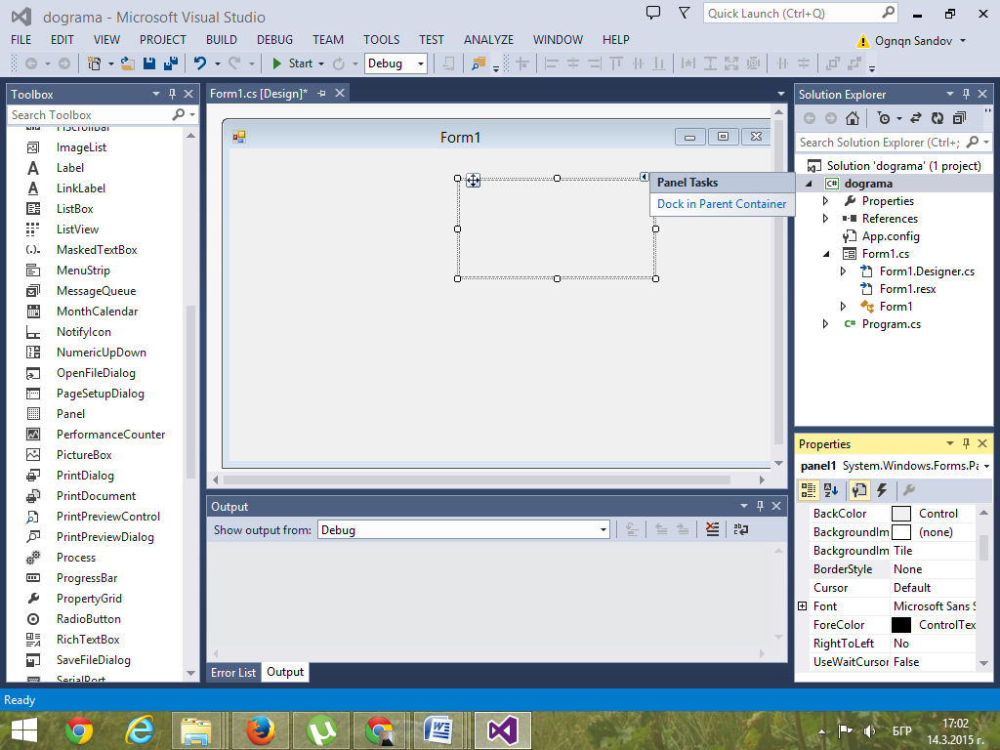 dograma - Microsoft Visual Studio
Quick Launch (Ctrl+Q)
FILE EDIT VIEW PROJECT BUILD DEBUG TEAM TOOLS TEST ANALYZE WINDOW HELP
Ognqn Sandov
Start
Debug
Toolbox
Search Toolbox
HScrollBar
ImageList
Label
LinkLabel
ListBox
ListView
MaskedTextBox
MenuStrip
MessageQueue
MonthCalendar
NotifyIcon
NumericUpDown
OpenFileDialog
PageSetupDialog
Panel
PerformanceCounter
PictureBox
PrintDialog
PrintDocument
PrintPreviewControl
PrintPreviewDialog
Process
ProgressBar
PropertyGrid
RadioButton
RichTextBox
SaveFileDialog
SerialPort
Form1.cs [Design]*
Form1
Panel Tasks
Dock in Parent Container
Output
Show output from: Debug
Error List Output
Solution Explorer
Search Solution Explorer (Ctrl+;
Solution 'dograma' (1 project)
C# dograma
Properties
References
App.config
Form1.cs
Form1.Designer.cs
Form1.resx
Form1
C# Program.cs
Properties
panel1 System.Windows.Forms.Pa
BackColor Control
BackgroundIm (none)
BackgroundIm Tile
BorderStyle None
Cursor Default
Font Microsoft Sans S
ForeColor ControlTex
RightToLeft No
UseWaitCursor False
Ready
БГР
17:02
14.3.2015 г.